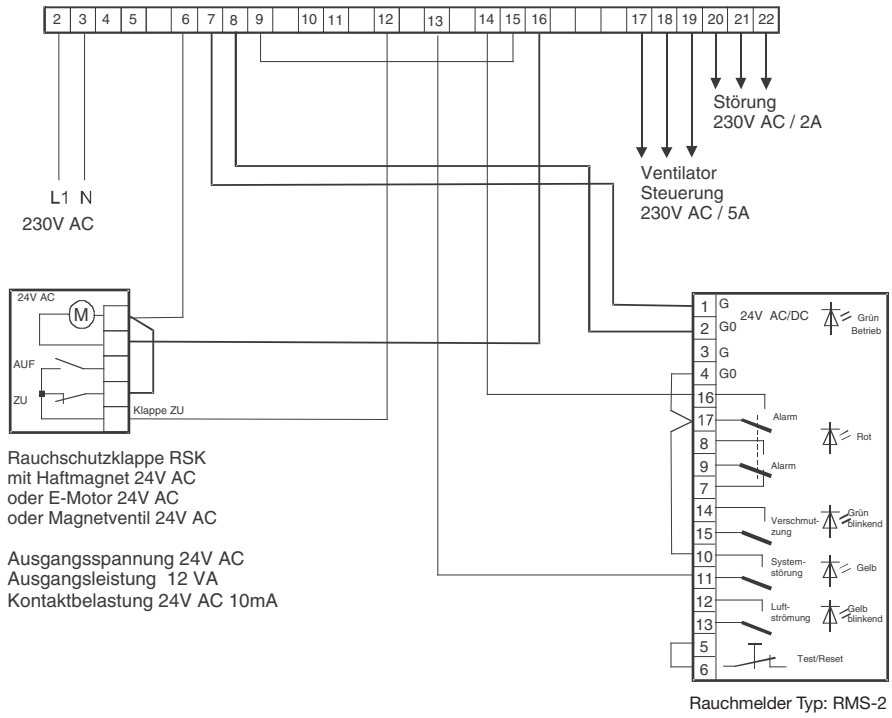 2 3 4 5 6 7 8 9 10 11 12 13 14 15 16 17 18 19 20 21 22
Störung
230V AC / 2A
Ventilator
Steuerung
230V AC / 5A
L1 N
230V AC
24V AC
M
AUF
ZU
Klappe ZU
Rauchschutzklappe RSK
mit Haftmagnet 24V AC
oder E-Motor 24V AC
oder Magnetventil 24V AC
Ausgangsspannung 24V AC
Ausgangsleistung 12 VA
Kontaktbelastung 24V AC 10mA
1 G
24V AC/DC
2 G0
Grün
Betrieb
3 G
4 G0
16
17 Alarm
8
Rot
9 Alarm
7
14
Verschmut-
zung
Grün
blinkend
15
10
System-
störung
Gelb
11
12
Luft-
strömung
Gelb
blinkend
13
5
6
Test/Reset
Rauchmelder Typ: RMS-2